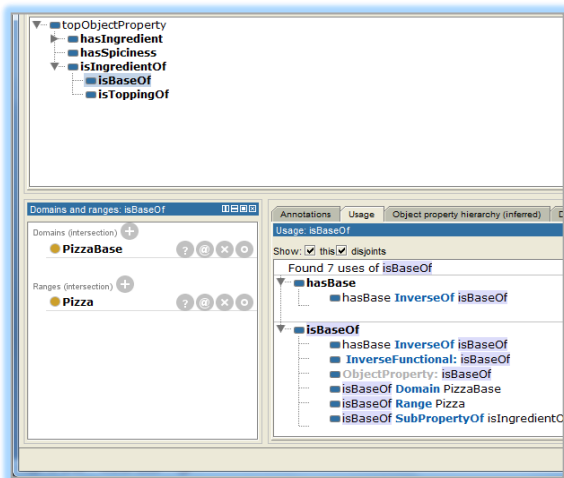 topObjectProperty
hasIngredient
hasSpiciness
isIngredientOf
isBaseOf
isToppingOf
Domains and ranges: isBaseOf
Domains (intersection)
PizzaBase
? @ × o
Ranges (intersection)
Pizza
? @ × o
Annotations Usage Object property hierarchy (inferred) D
Usage: isBaseOf
Show: this disjoints
Found 7 uses of isBaseOf
hasBase
hasBase InverseOf isBaseOf
isBaseOf
hasBase InverseOf isBaseOf
InverseFunctional: isBaseOf
ObjectProperty: isBaseOf
isBaseOf Domain PizzaBase
isBaseOf Range Pizza
isBaseOf SubPropertyOf isIngredientO